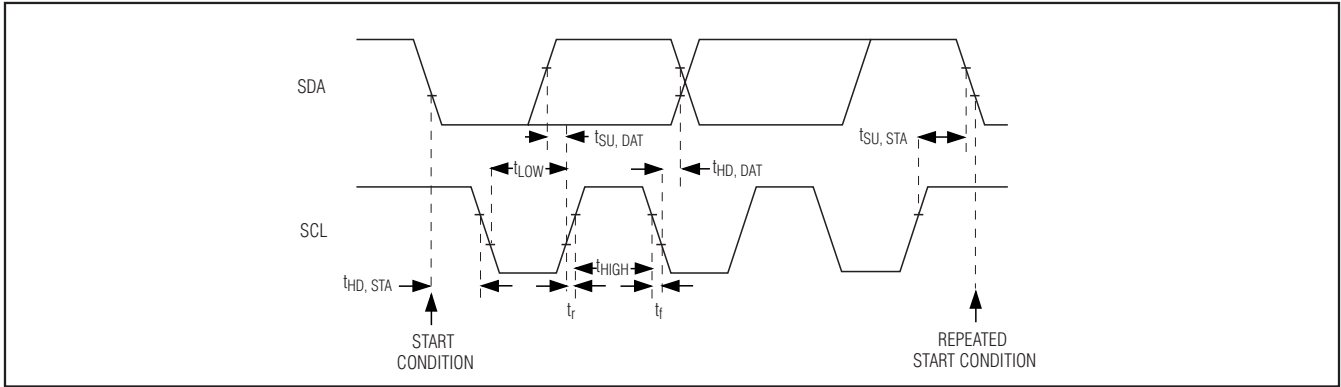 SDA
tSU, DAT
tSU, STA
tLOW
tHD, DAT
SCL
tHIGH
tHD, STA
tr
tf
START
CONDITION
REPEATED
START CONDITION